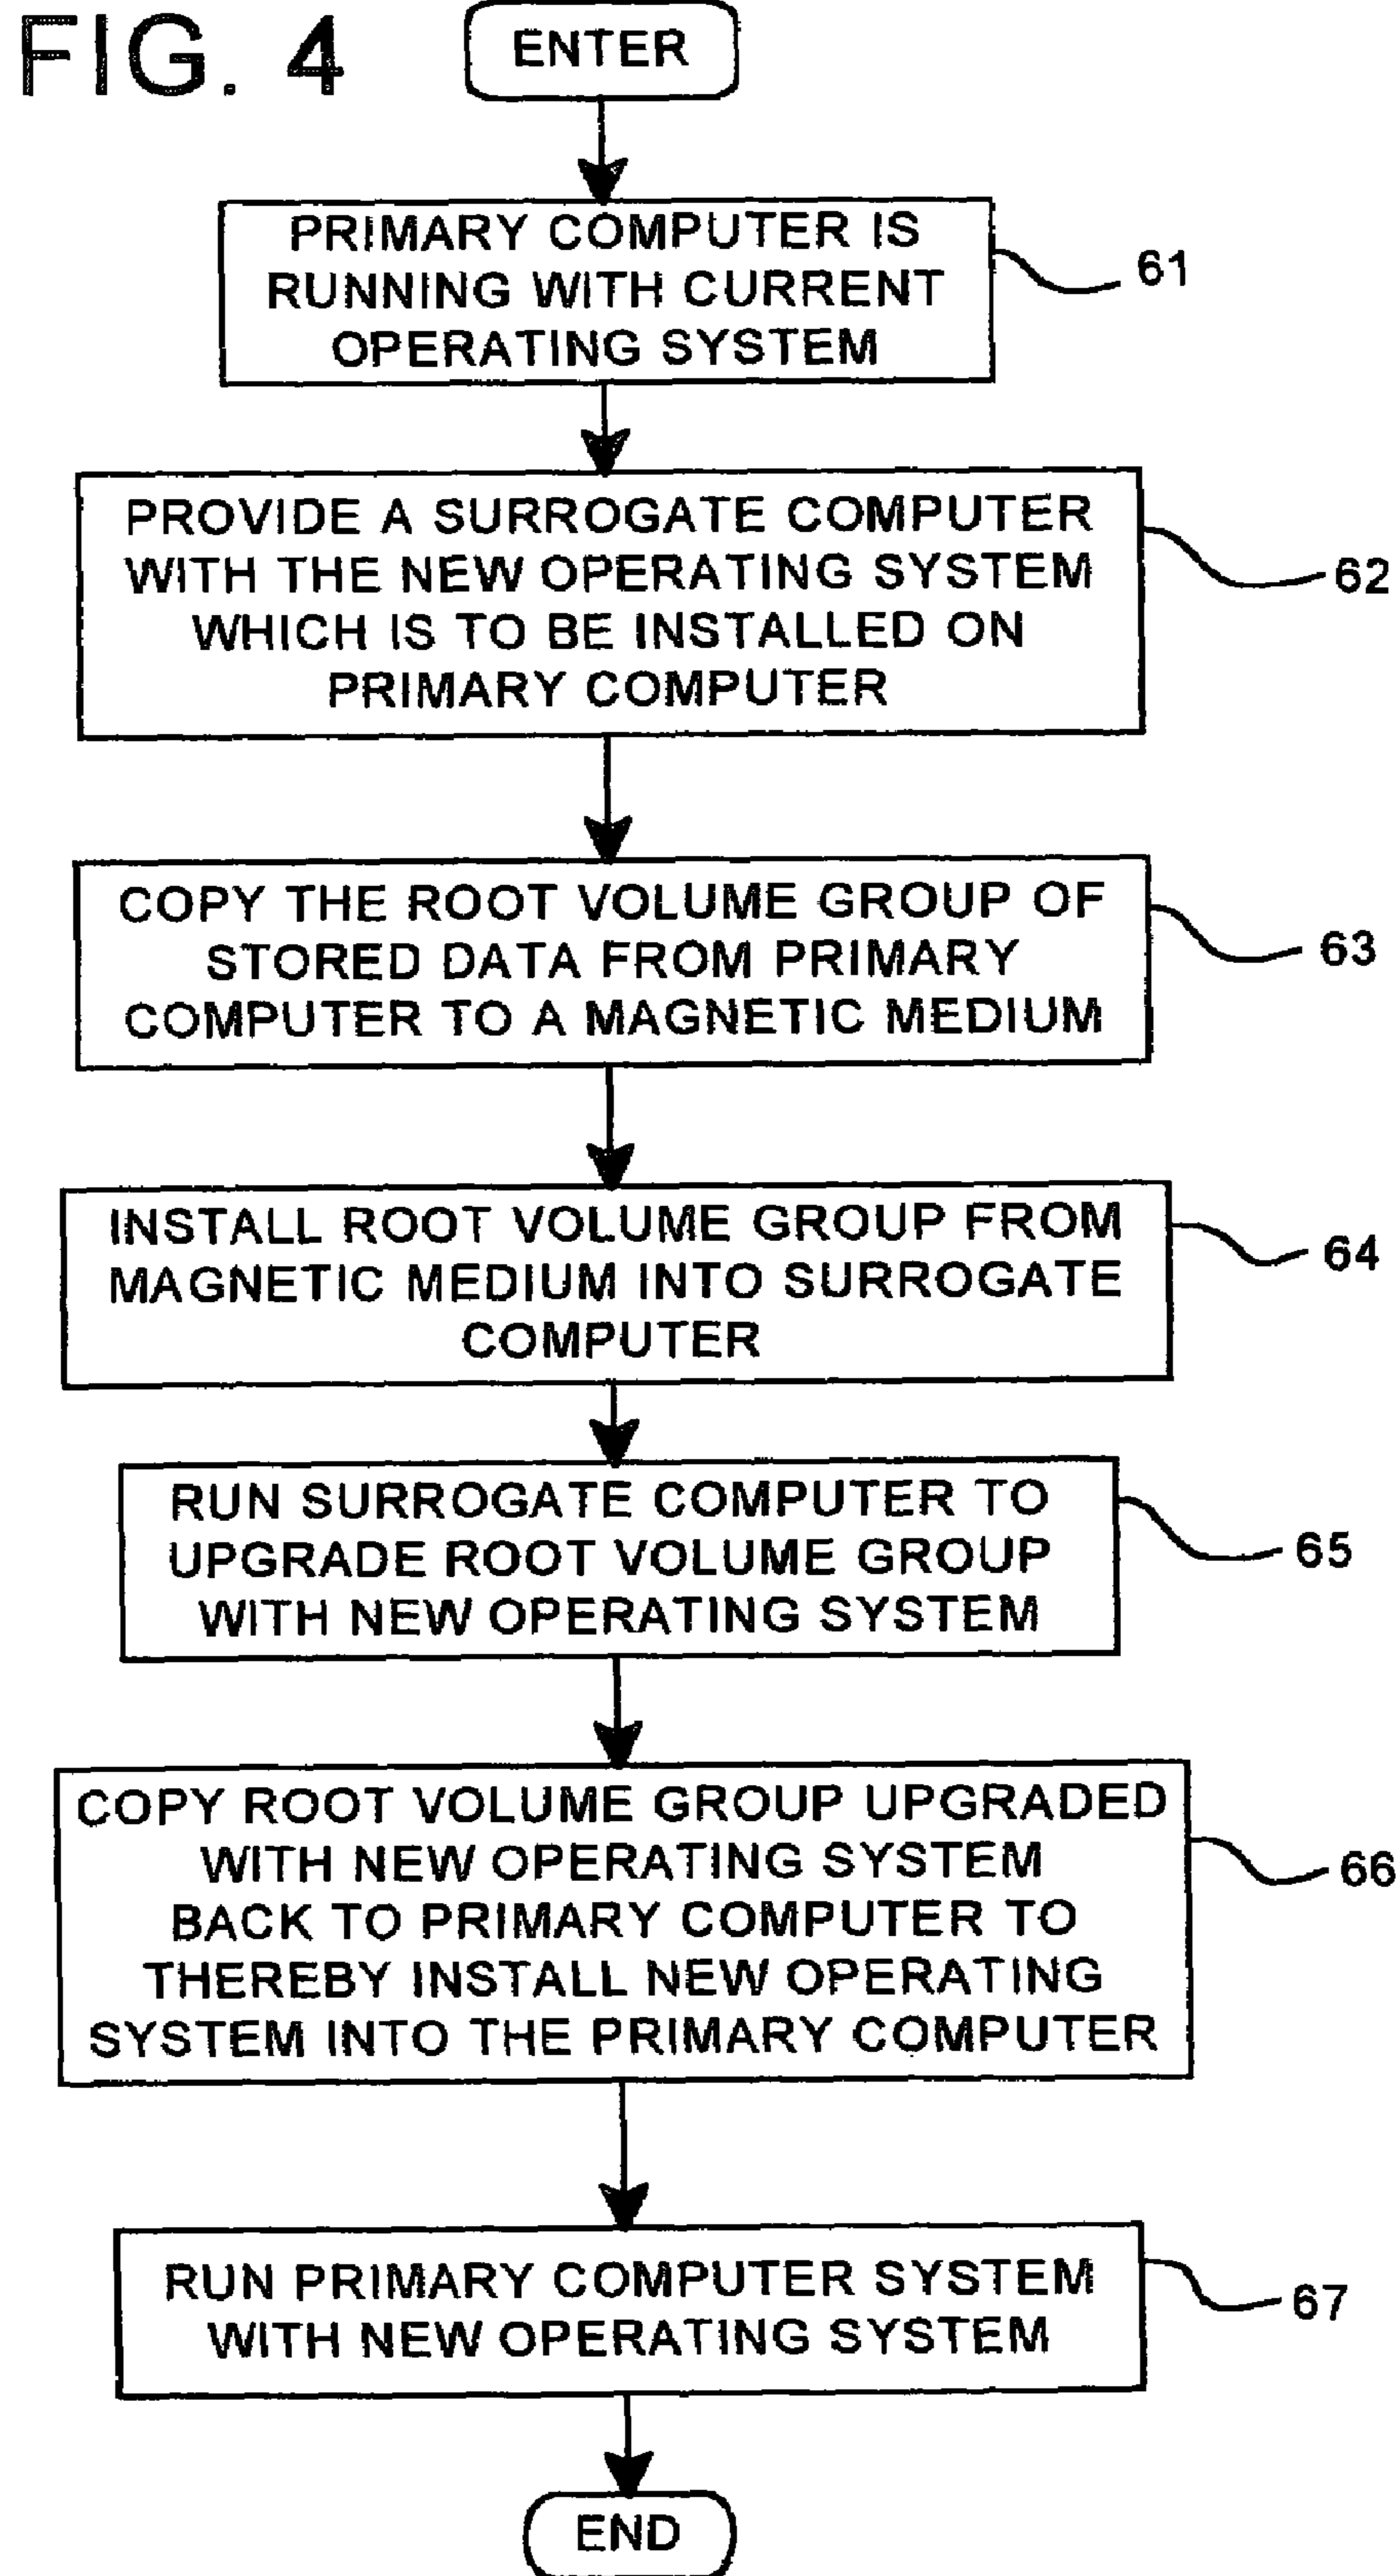 FIG. 4
ENTER
PRIMARY COMPUTER IS
RUNNING WITH CURRENT
OPERATING SYSTEM
61
PROVIDE A SURROGATE COMPUTER
WITH THE NEW OPERATING SYSTEM
WHICH IS TO BE INSTALLED ON
PRIMARY COMPUTER
62
COPY THE ROOT VOLUME GROUP OF
STORED DATA FROM PRIMARY
COMPUTER TO A MAGNETIC MEDIUM
63
INSTALL ROOT VOLUME GROUP FROM
MAGNETIC MEDIUM INTO SURROGATE
COMPUTER
64
RUN SURROGATE COMPUTER TO
UPGRADE ROOT VOLUME GROUP
WITH NEW OPERATING SYSTEM
65
COPY ROOT VOLUME GROUP UPGRADED
WITH NEW OPERATING SYSTEM
BACK TO PRIMARY COMPUTER TO
THEREBY INSTALL NEW OPERATING
SYSTEM INTO THE PRIMARY COMPUTER
66
RUN PRIMARY COMPUTER SYSTEM
WITH NEW OPERATING SYSTEM
67
END